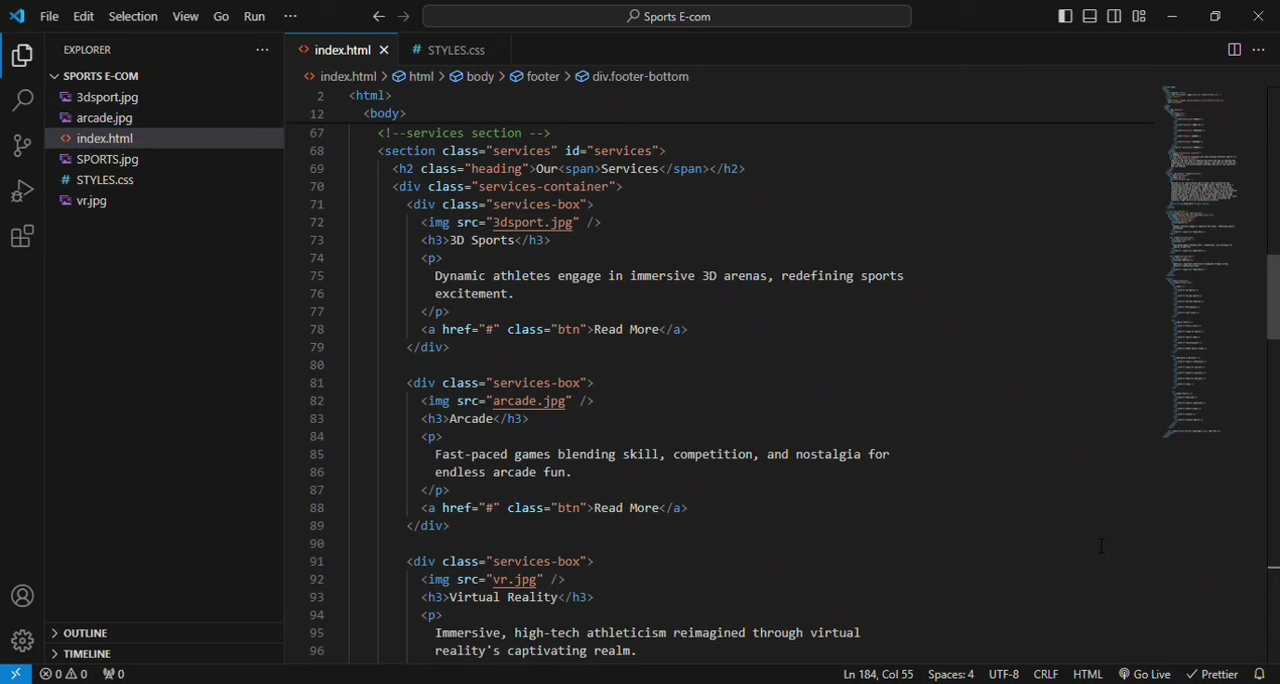 File Edit Selection View Go Run ··· Sports E-com
EXPLORER ···
SPORTS E-COM
3dsport.jpg
arcade.jpg
<> index.html
SPORTS.jpg
# STYLES.css
vr.jpg
OUTLINE
TIMELINE
<> index.html # STYLES.css
<> index.html > html > body > footer > div.footer-bottom
2 <html>
12 <body>
67 <!--services section -->
68 <section class="services" id="services">
69 <h2 class="heading">Our<span>Services</span></h2>
70 <div class="services-container">
71 <div class="services-box">
72 <img src="3dsport.jpg" />
73 <h3>3D Sports</h3>
74 <p>
75 Dynamic athletes engage in immersive 3D arenas, redefining sports
76 excitement.
77 </p>
78 <a href="#" class="btn">Read More</a>
79 </div>
80
81 <div class="services-box">
82 <img src="arcade.jpg" />
83 <h3>Arcade</h3>
84 <p>
85 Fast-paced games blending skill, competition, and nostalgia for
86 endless arcade fun.
87 </p>
88 <a href="#" class="btn">Read More</a>
89 </div>
90
91 <div class="services-box">
92 <img src="vr.jpg" />
93 <h3>Virtual Reality</h3>
94 <p>
95 Immersive, high-tech athleticism reimagined through virtual
96 reality's captivating realm.
0 0 0 Ln 184, Col 55 Spaces: 4 UTF-8 CRLF HTML Go Live Prettier